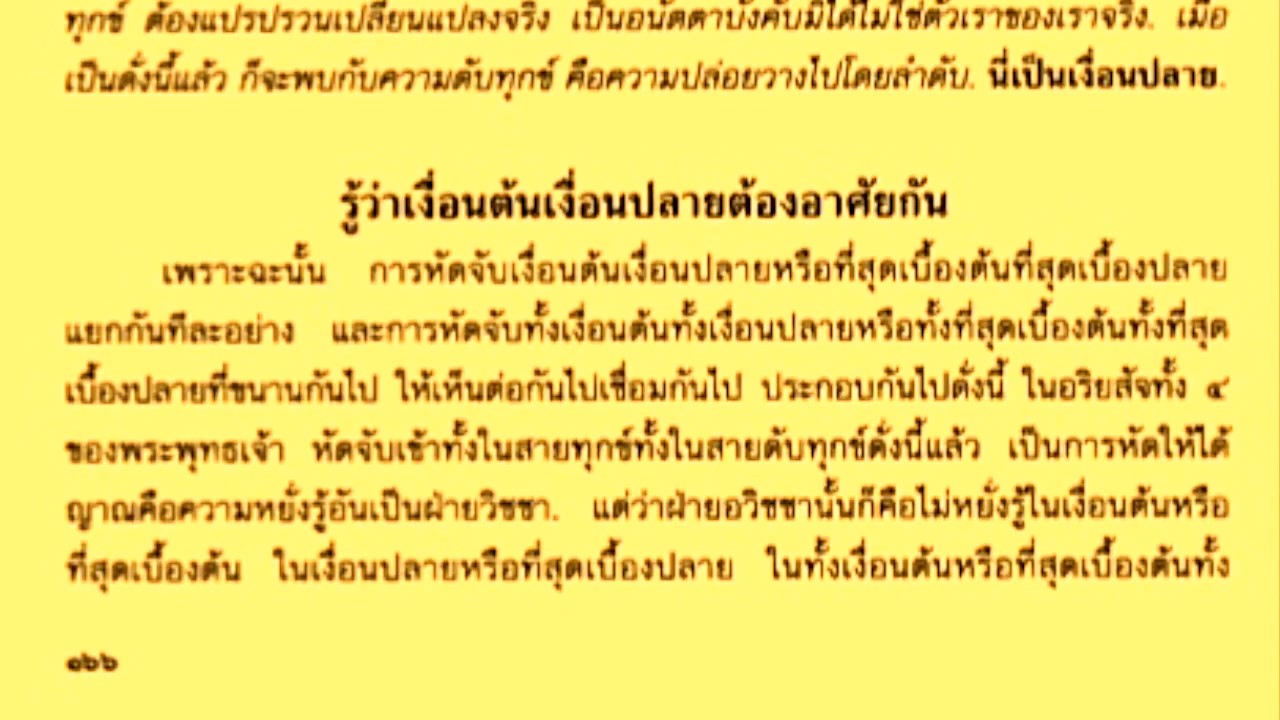 ทุกข์ ต้องแปรปรวนเปลี่ยนแปลงจริง เป็นอนัตตาบังคับมิได้ไม่ใช่ตัวเราของเราจริง. เมื่อ
เป็นดั่งนี้แล้ว ก็จะพบกับความดับทุกข์ คือความปล่อยวางไปโดยลำดับ. นี่เป็นเงื่อนปลาย.
รู้ว่าเงื่อนต้นเงื่อนปลายต้องอาศัยกัน
เพราะฉะนั้น การหัดจับเงื่อนต้นเงื่อนปลายหรือที่สุดเบื้องต้นที่สุดเบื้องปลาย
แยกกันทีละอย่าง และการหัดจับทั้งเงื่อนต้นทั้งเงื่อนปลายหรือทั้งที่สุดเบื้องต้นทั้งที่สุด
เบื้องปลายที่ขนานกันไป ให้เห็นต่อกันไปเชื่อมกันไป ประกอบกันไปดั่งนี้ ในอริยสัจทั้ง ๔
ของพระพุทธเจ้า หัดจับเข้าทั้งในสายทุกข์ทั้งในสายดับทุกข์ดั่งนี้แล้ว เป็นการหัดให้ได้
ญาณคือความหยั่งรู้อันเป็นฝ่ายวิชชา. แต่ว่าฝ่ายอวิชชานั้นก็คือไม่หยั่งรู้ในเงื่อนต้นหรือ
ที่สุดเบื้องต้น ในเงื่อนปลายหรือที่สุดเบื้องปลาย ในทั้งเงื่อนต้นหรือที่สุดเบื้องต้นทั้ง
๑๖๖